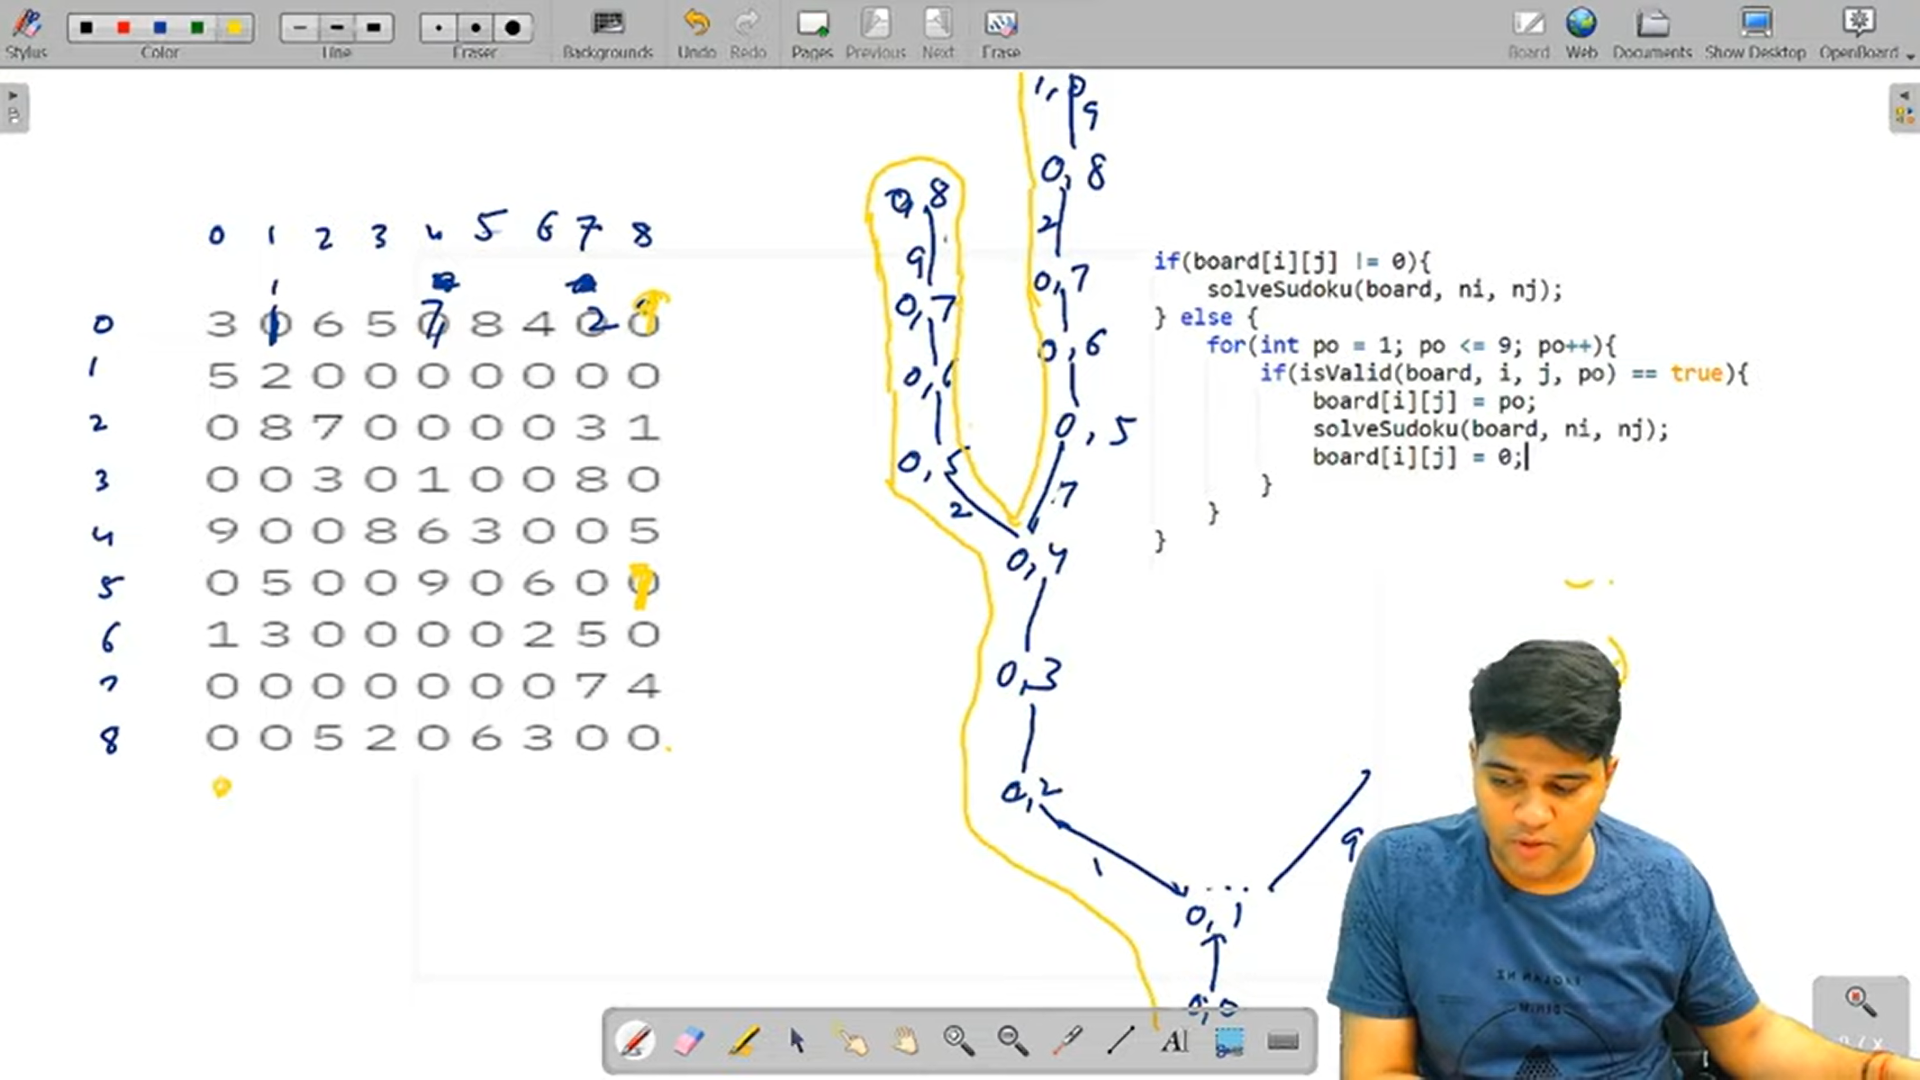 Stylus
Color
Line
Eraser
Backgrounds
Undo
Redo
Pages
Previous
Next
Erase
Board
Web
Documents
Show Desktop
OpenBoard
0 1 2 3 4 5 6 7 8
1
0 3 0 6 5 0 8 4 0 0
1 7 2 9
1 5 2 0 0 0 0 0 0 0
2 0 8 7 0 0 0 0 3 1
3 0 0 3 0 1 0 0 8 0
4 9 0 0 8 6 3 0 0 5
5 0 5 0 0 9 0 6 0 0
6 1 3 0 0 0 0 2 5 0
7 0 0 0 0 0 0 0 7 4
8 0 0 5 2 0 6 3 0 0
0,8
9
0,7
0,6
0,5
2
1,0
9
0,8
2
0,7
0,6
0,5
7
0,4
0,3
0,2
1
0,1
9
0,0
if(board[i][j] != 0){
solveSudoku(board, ni, nj);
} else {
for(int po = 1; po <= 9; po++){
if(isValid(board, i, j, po) == true){
board[i][j] = po;
solveSudoku(board, ni, nj);
board[i][j] = 0;
}
}
}